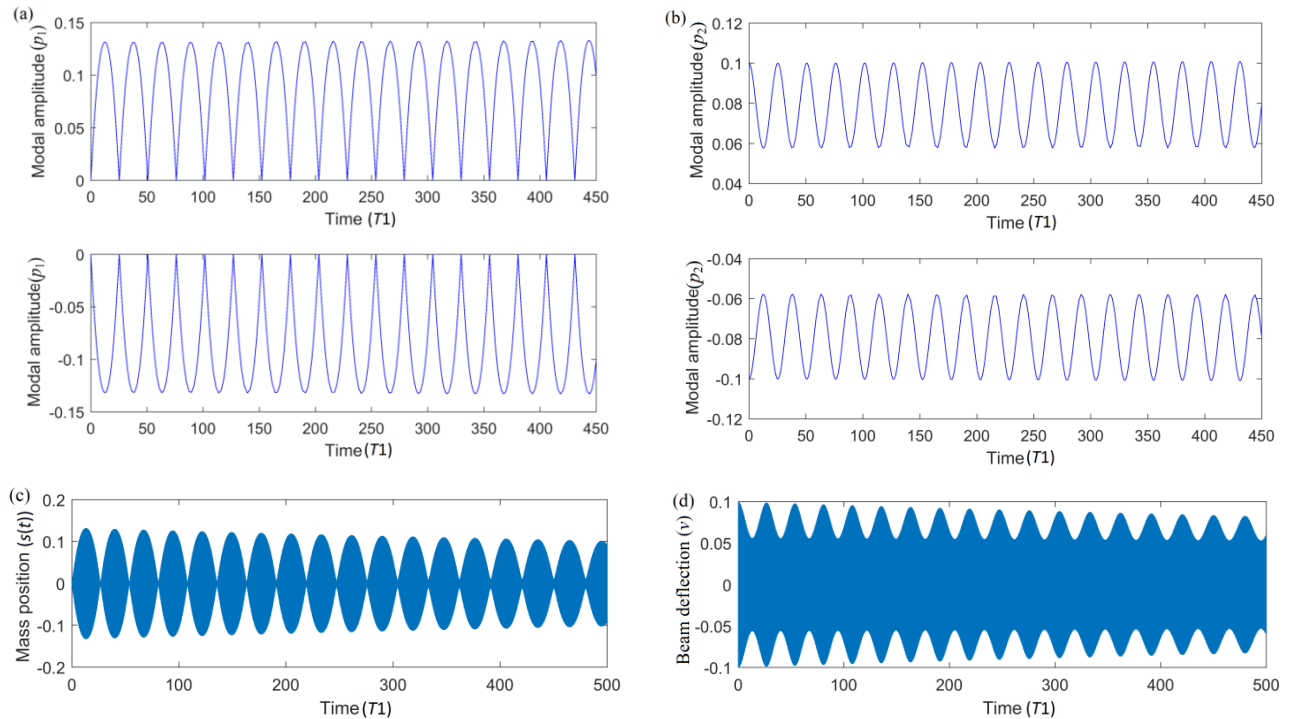 (a)
0.15
0.1
0.05
0
Modal amplitude (p₁)
0 50 100 150 200 250 300 350 400 450
Time (T1)
0
-0.05
-0.1
-0.15
Modal amplitude(p₁)
0 50 100 150 200 250 300 350 400 450
Time (T1)
(b)
0.12
0.1
0.08
0.06
0.04
Modal amplitude(p₂)
0 50 100 150 200 250 300 350 400 450
Time (T1)
-0.04
-0.06
-0.08
-0.1
-0.12
Modal amplitude(p₂)
0 50 100 150 200 250 300 350 400 450
Time (T1)
(c)
0.2
0.1
0
-0.1
-0.2
Mass position (s(t))
0 100 200 300 400 500
Time (T1)
(d)
0.1
0.05
0
-0.05
-0.1
Beam deflection (v)
0 100 200 300 400 500
Time (T1)